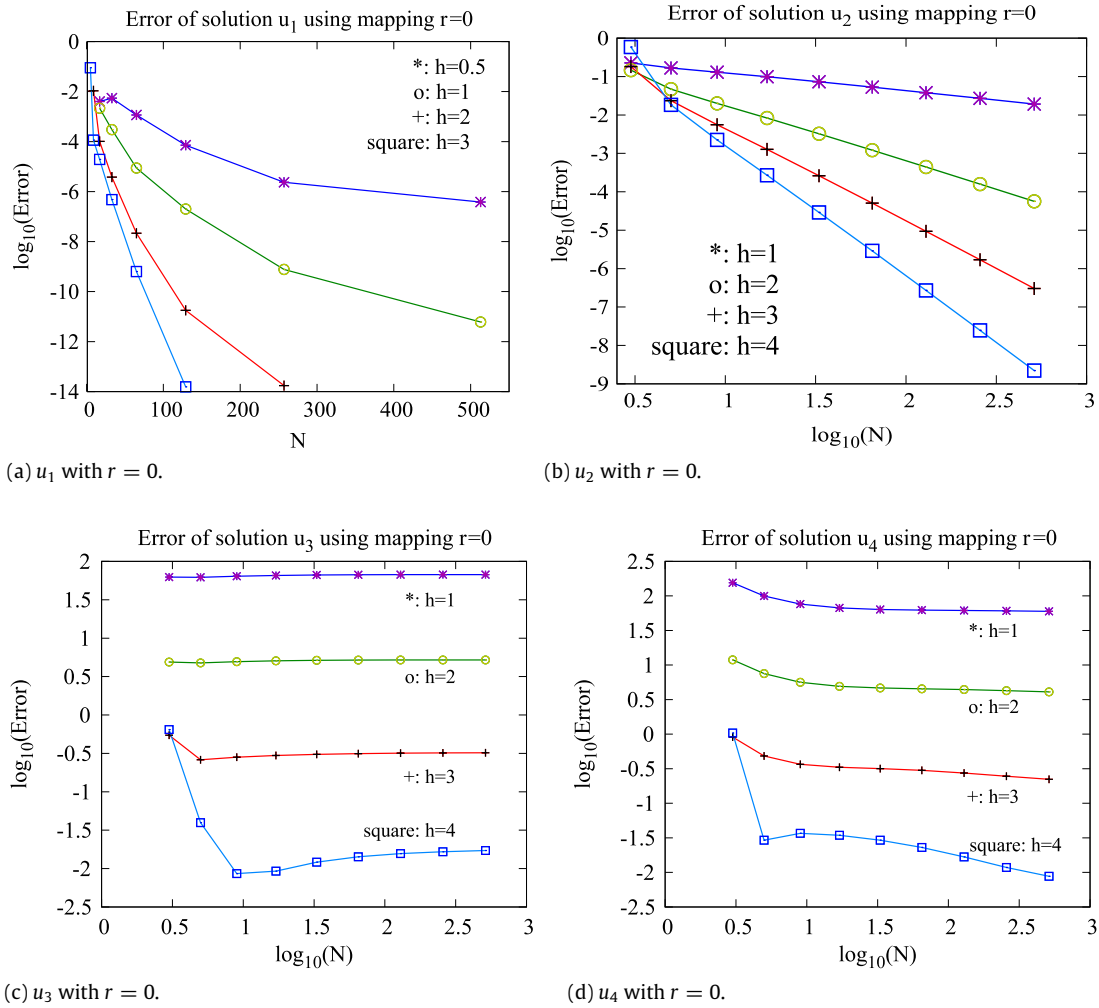 Error of solution u1 using mapping r=0
0
-2
-4
-6
-8
-10
-12
-14
log10(Error)
*: h=0.5
o: h=1
+: h=2
square: h=3
0 100 200 300 400 500
N
(a) u1 with r = 0.
Error of solution u2 using mapping r=0
0
-1
-2
-3
-4
-5
-6
-7
-8
-9
log10(Error)
*: h=1
o: h=2
+: h=3
square: h=4
0.5 1 1.5 2 2.5 3
log10(N)
(b) u2 with r = 0.
Error of solution u3 using mapping r=0
2
1.5
1
0.5
0
-0.5
-1
-1.5
-2
-2.5
log10(Error)
*: h=1
o: h=2
+: h=3
square: h=4
0 0.5 1 1.5 2 2.5 3
log10(N)
(c) u3 with r = 0.
Error of solution u4 using mapping r=0
2.5
2
1.5
1
0.5
0
-0.5
-1
-1.5
-2
-2.5
log10(Error)
*: h=1
o: h=2
+: h=3
square: h=4
0 0.5 1 1.5 2 2.5 3
log10(N)
(d) u4 with r = 0.